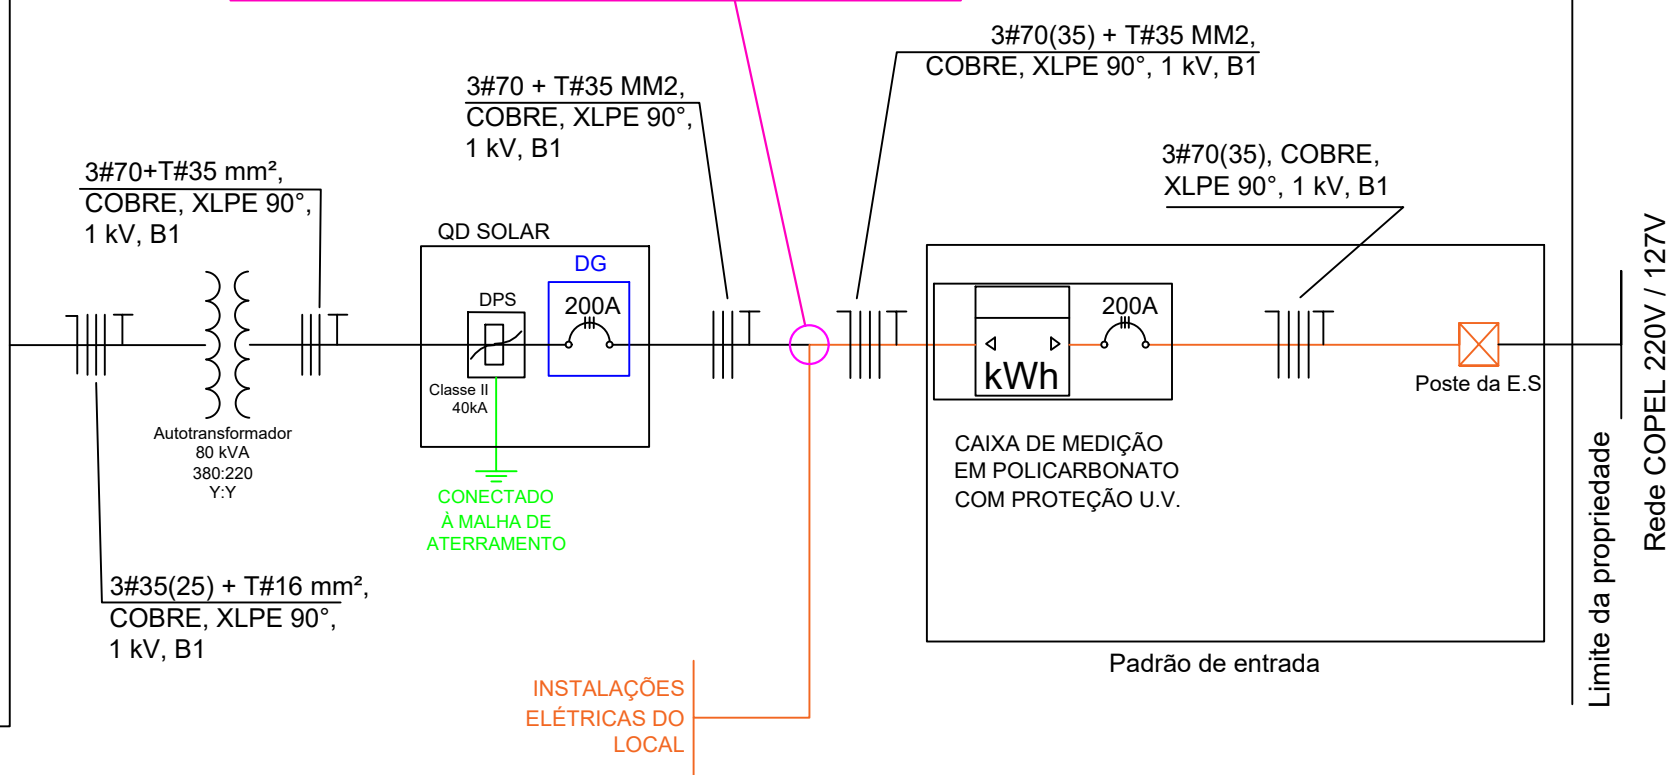 3#70(35) + T#35 MM2,
COBRE, XLPE 90°, 1 kV, B1
3#70 + T#35 MM2,
COBRE, XLPE 90°,
1 kV, B1
3#70(35), COBRE,
XLPE 90°, 1 kV, B1
3#70+T#35 mm²,
COBRE, XLPE 90°,
1 kV, B1
QD SOLAR
DG
DPS
200A
Classe II
40kA
200A
kWh
Poste da E.S
Autotransformador
80 kVA
380:220
Y:Y
CONECTADO
À MALHA DE
ATERRAMENTO
CAIXA DE MEDIÇÃO
EM POLICARBONATO
COM PROTEÇÃO U.V.
3#35(25) + T#16 mm²,
COBRE, XLPE 90°,
1 kV, B1
INSTALAÇÕES
ELÉTRICAS DO
LOCAL
Padrão de entrada
Limite da propriedade
Rede COPEL 220V / 127V